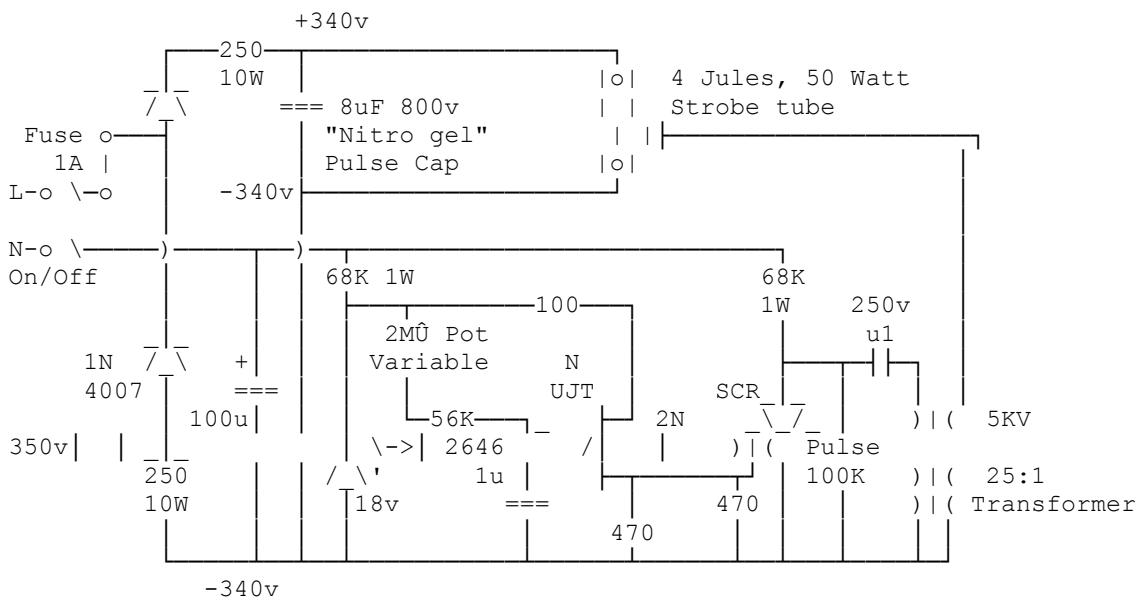 +340v
250
10W |o| 4 Jules, 50 Watt
=== 8uF 800v | | Strobe tube
Fuse o "Nitro gel" | |
1A | Pulse Cap |o|
L-o \-o -340v
N-o \ ) )
On/Off 68K 1W 68K
100 1W 250v
2MÛ Pot u1
1N + Variable N
4007 === UJT SCR
100u 56K 2N )|( 5KV
350v| | \->| 2646 / )|( Pulse
250 /_\' 1u 100K )|( 25:1
10W 18v === 470 )|( Transformer
470
-340v